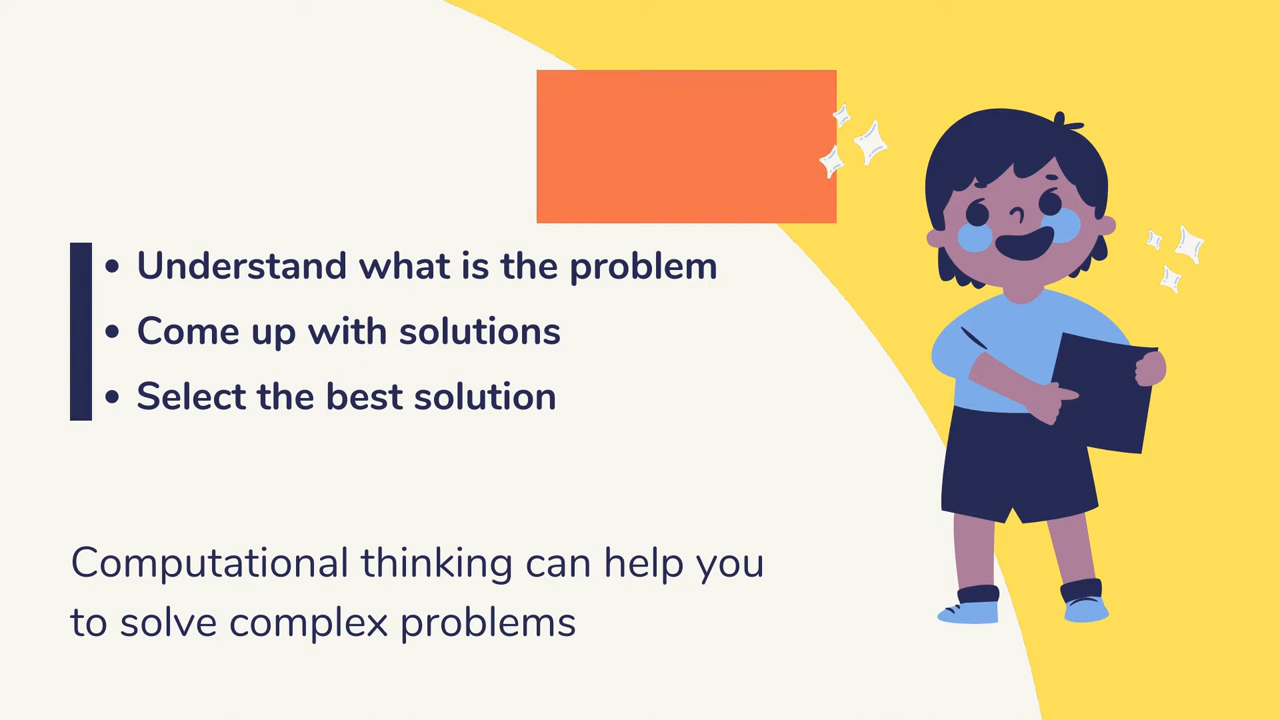 • Understand what is the problem
• Come up with solutions
• Select the best solution
Computational thinking can help you
to solve complex problems